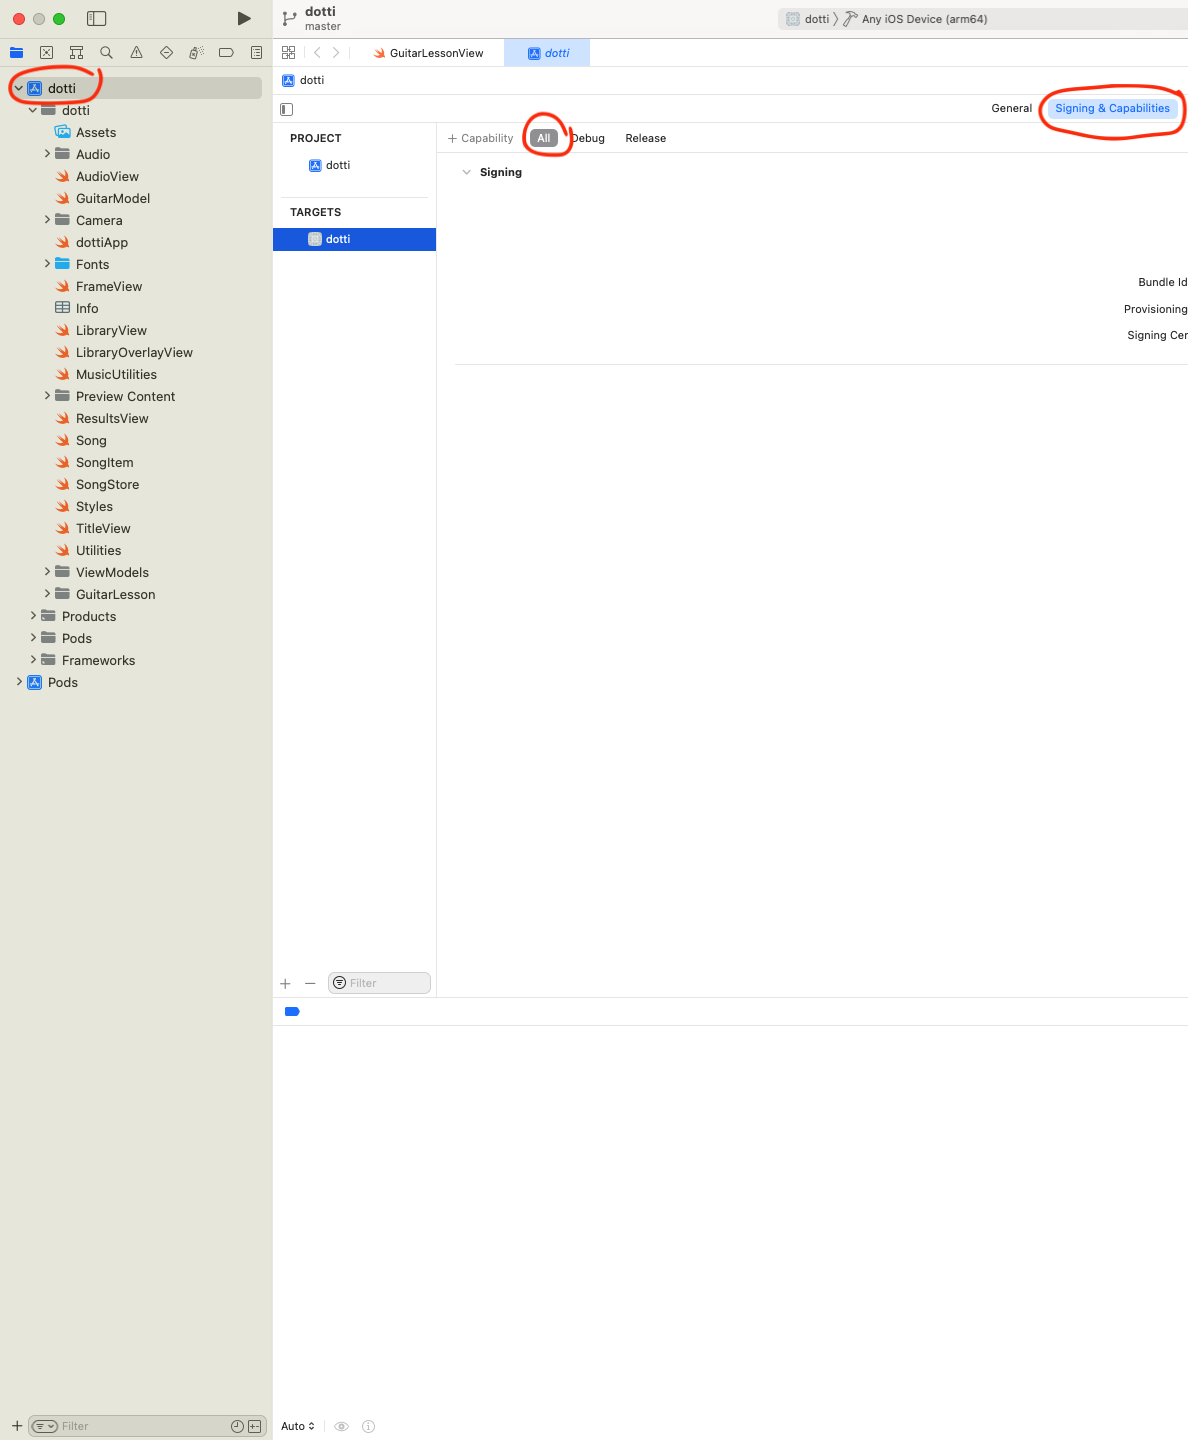 dotti
master
dotti
Any iOS Device (arm64)
GuitarLessonView
dotti
dotti
dotti
dotti
Assets
Audio
AudioView
GuitarModel
Camera
dottiApp
Fonts
FrameView
Info
LibraryView
LibraryOverlayView
MusicUtilities
Preview Content
ResultsView
Song
SongItem
SongStore
Styles
TitleView
Utilities
ViewModels
GuitarLesson
Products
Pods
Frameworks
Pods
Filter
General
Signing & Capabilities
PROJECT
dotti
TARGETS
dotti
Filter
+ Capability
All
Debug
Release
Signing
Bundle Id
Provisioning
Signing Cer
Auto